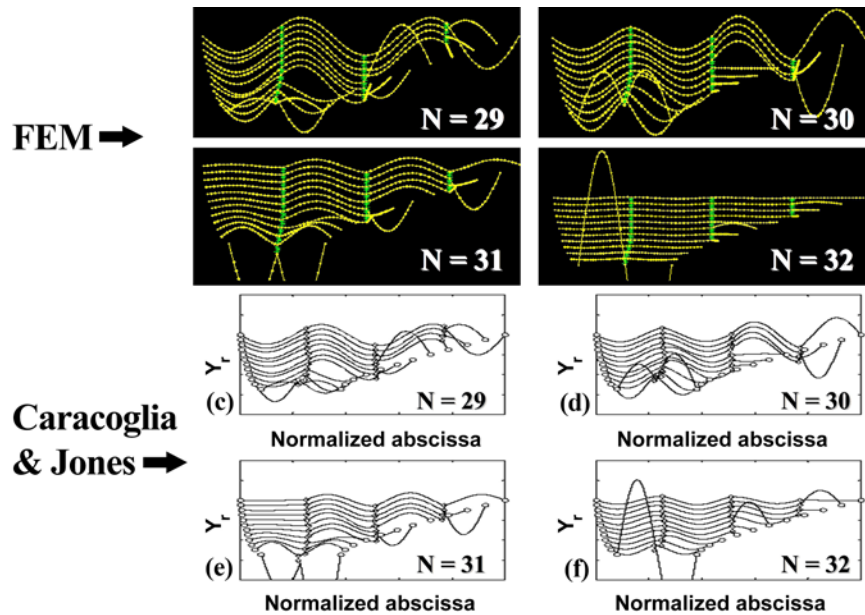 FEM
N = 29
N = 30
N = 31
N = 32
Caracoglia
& Jones
Yr
(c)
N = 29
Normalized abscissa
Yr
(d)
N = 30
Normalized abscissa
Yr
(e)
N = 31
Normalized abscissa
Yr
(f)
N = 32
Normalized abscissa